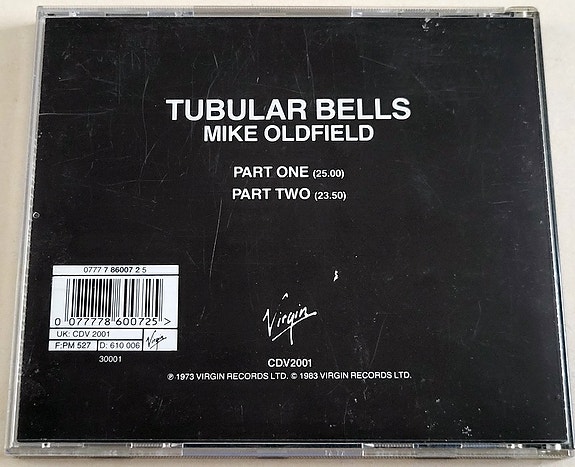 TUBULAR BELLS
MIKE OLDFIELD
PART ONE (25.00)
PART TWO (23.50)
0777 7 86007 2 5
0 077778 600725 >
UK: CDV 2001
F:PM 527 D: 610 006 Virgin
30001
Virgin
CDV2001
℗ 1973 VIRGIN RECORDS LTD. © 1983 VIRGIN RECORDS LTD.